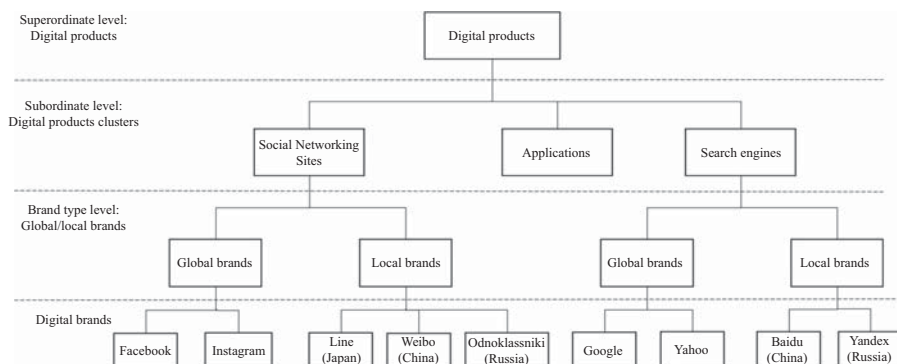 Superordinate level:
Digital products
Digital products
Subordinate level:
Digital products clusters
Social Networking
Sites
Applications
Search engines
Brand type level:
Global/local brands
Global brands
Local brands
Global brands
Local brands
Digital brands
Facebook
Instagram
Line
(Japan)
Weibo
(China)
Odnoklassniki
(Russia)
Google
Yahoo
Baidu
(China)
Yandex
(Russia)